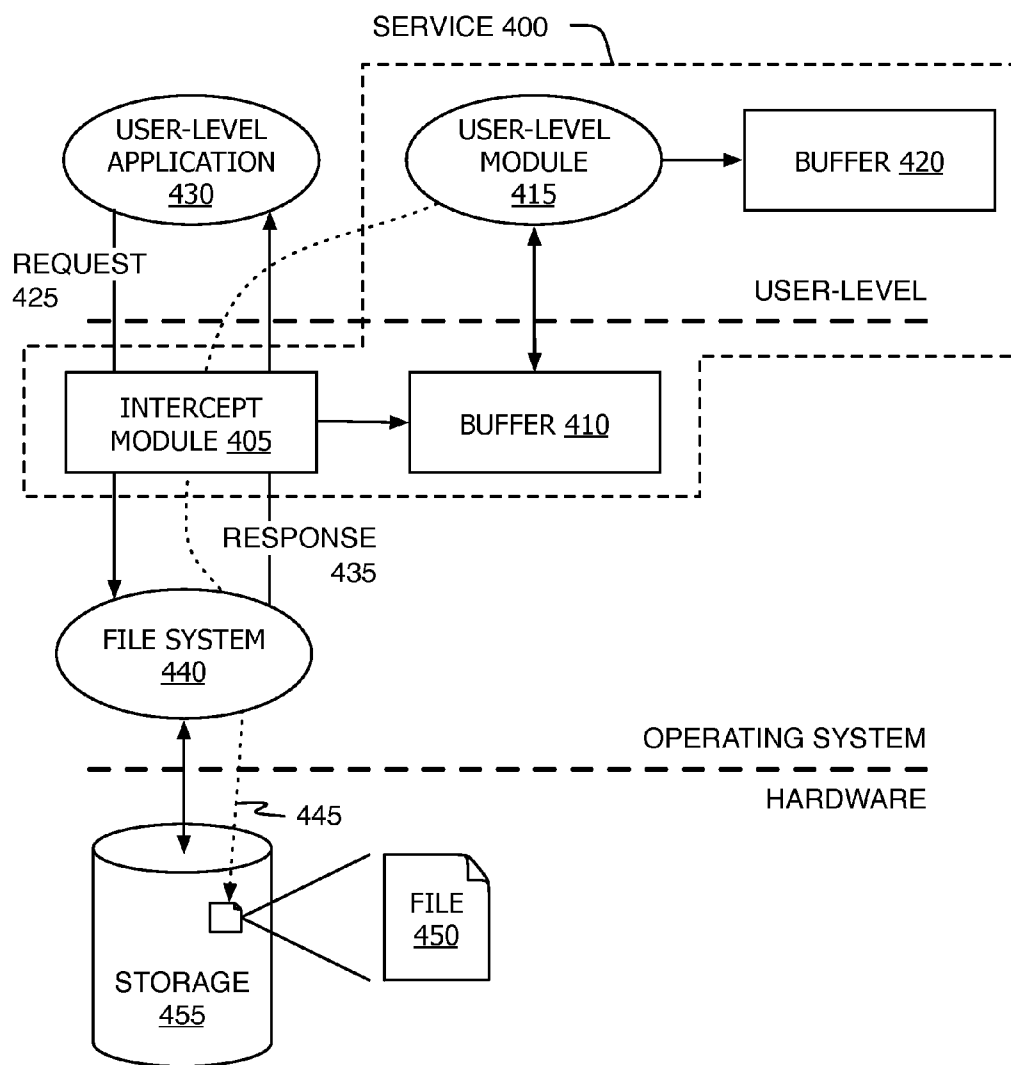 SERVICE 400
USER-LEVEL
APPLICATION
430
USER-LEVEL
MODULE
415
BUFFER 420
REQUEST
425
USER-LEVEL
INTERCEPT
MODULE 405
BUFFER 410
RESPONSE
435
FILE SYSTEM
440
OPERATING SYSTEM
HARDWARE
445
FILE
450
STORAGE
455